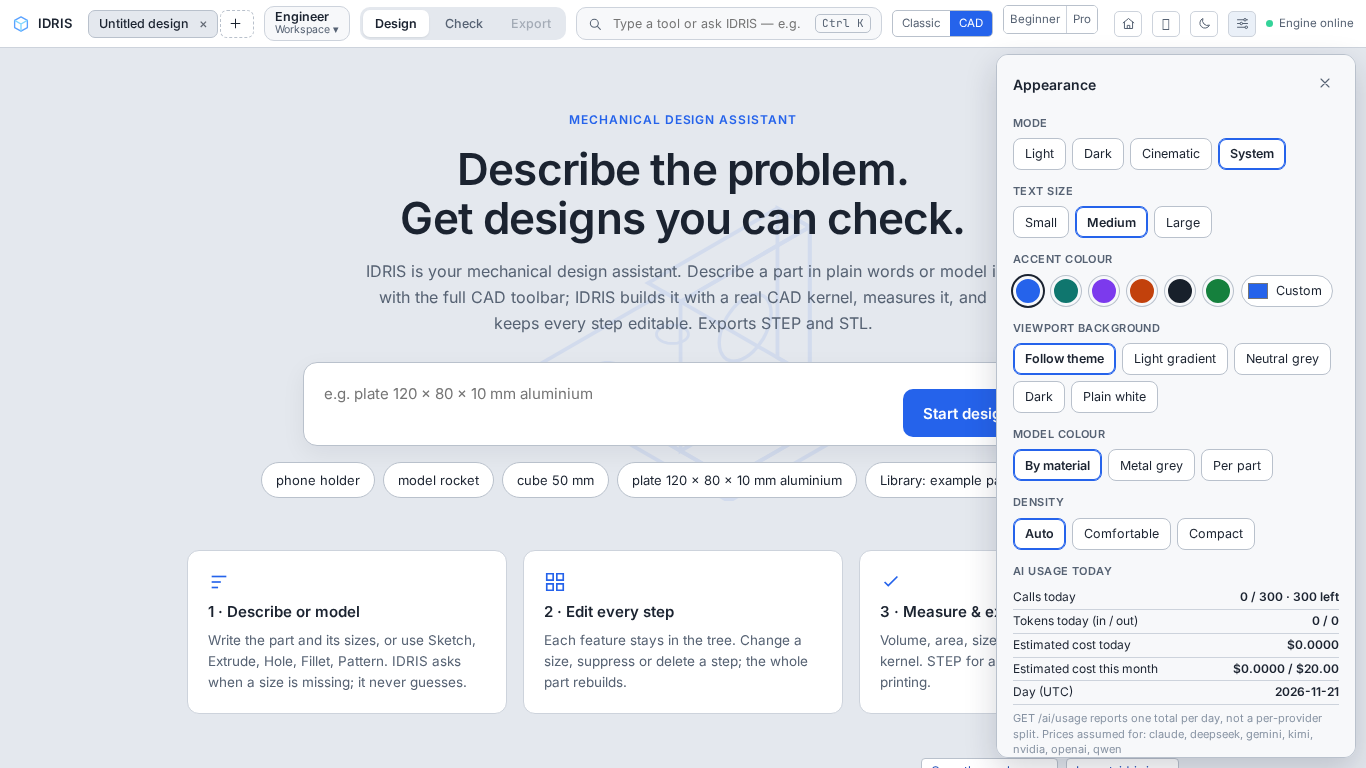 IDRIS
Untitled design ×
+
Engineer
Workspace ▾
Design Check Export
Type a tool or ask IDRIS — e.g.
Ctrl K
Classic CAD
Beginner Pro
Engine online
MECHANICAL DESIGN ASSISTANT
Describe the problem.
Get designs you can check.
IDRIS is your mechanical design assistant. Describe a part in plain words or model i
with the full CAD toolbar; IDRIS builds it with a real CAD kernel, measures it, and
keeps every step editable. Exports STEP and STL.
e.g. plate 120 × 80 × 10 mm aluminium
Start desig
phone holder
model rocket
cube 50 mm
plate 120 × 80 × 10 mm aluminium
Library: example pa
1 · Describe or model
Write the part and its sizes, or use Sketch,
Extrude, Hole, Fillet, Pattern. IDRIS asks
when a size is missing; it never guesses.
2 · Edit every step
Each feature stays in the tree. Change a
size, suppress or delete a step; the whole
part rebuilds.
3 · Measure & ex
Volume, area, size
kernel. STEP for a
printing.
Appearance
MODE
Light Dark Cinematic System
TEXT SIZE
Small Medium Large
ACCENT COLOUR
Custom
VIEWPORT BACKGROUND
Follow theme Light gradient Neutral grey
Dark Plain white
MODEL COLOUR
By material Metal grey Per part
DENSITY
Auto Comfortable Compact
AI USAGE TODAY
Calls today 0 / 300 · 300 left
Tokens today (in / out) 0 / 0
Estimated cost today $0.0000
Estimated cost this month $0.0000 / $20.00
Day (UTC) 2026-11-21
GET /ai/usage reports one total per day, not a per-provider
split. Prices assumed for: claude, deepseek, gemini, kimi,
nvidia, openai, qwen